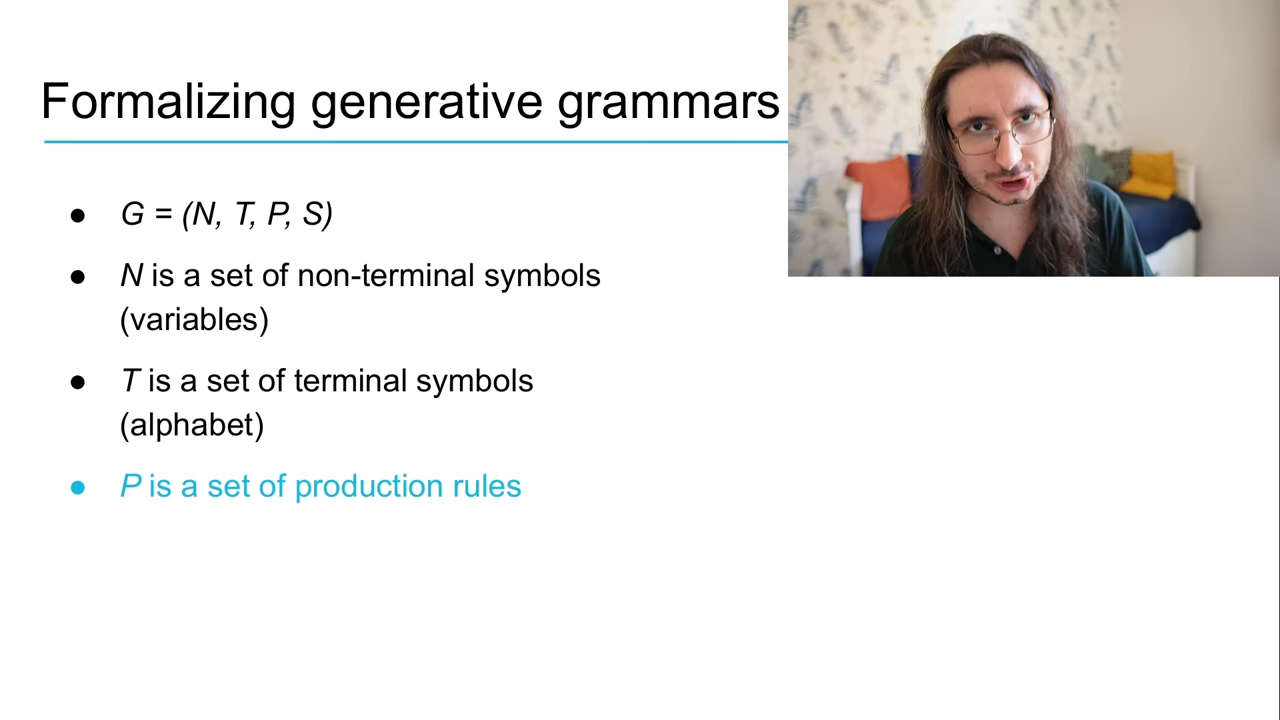 Formalizing generative grammars
● G = (N, T, P, S)
● N is a set of non-terminal symbols
(variables)
● T is a set of terminal symbols
(alphabet)
● P is a set of production rules